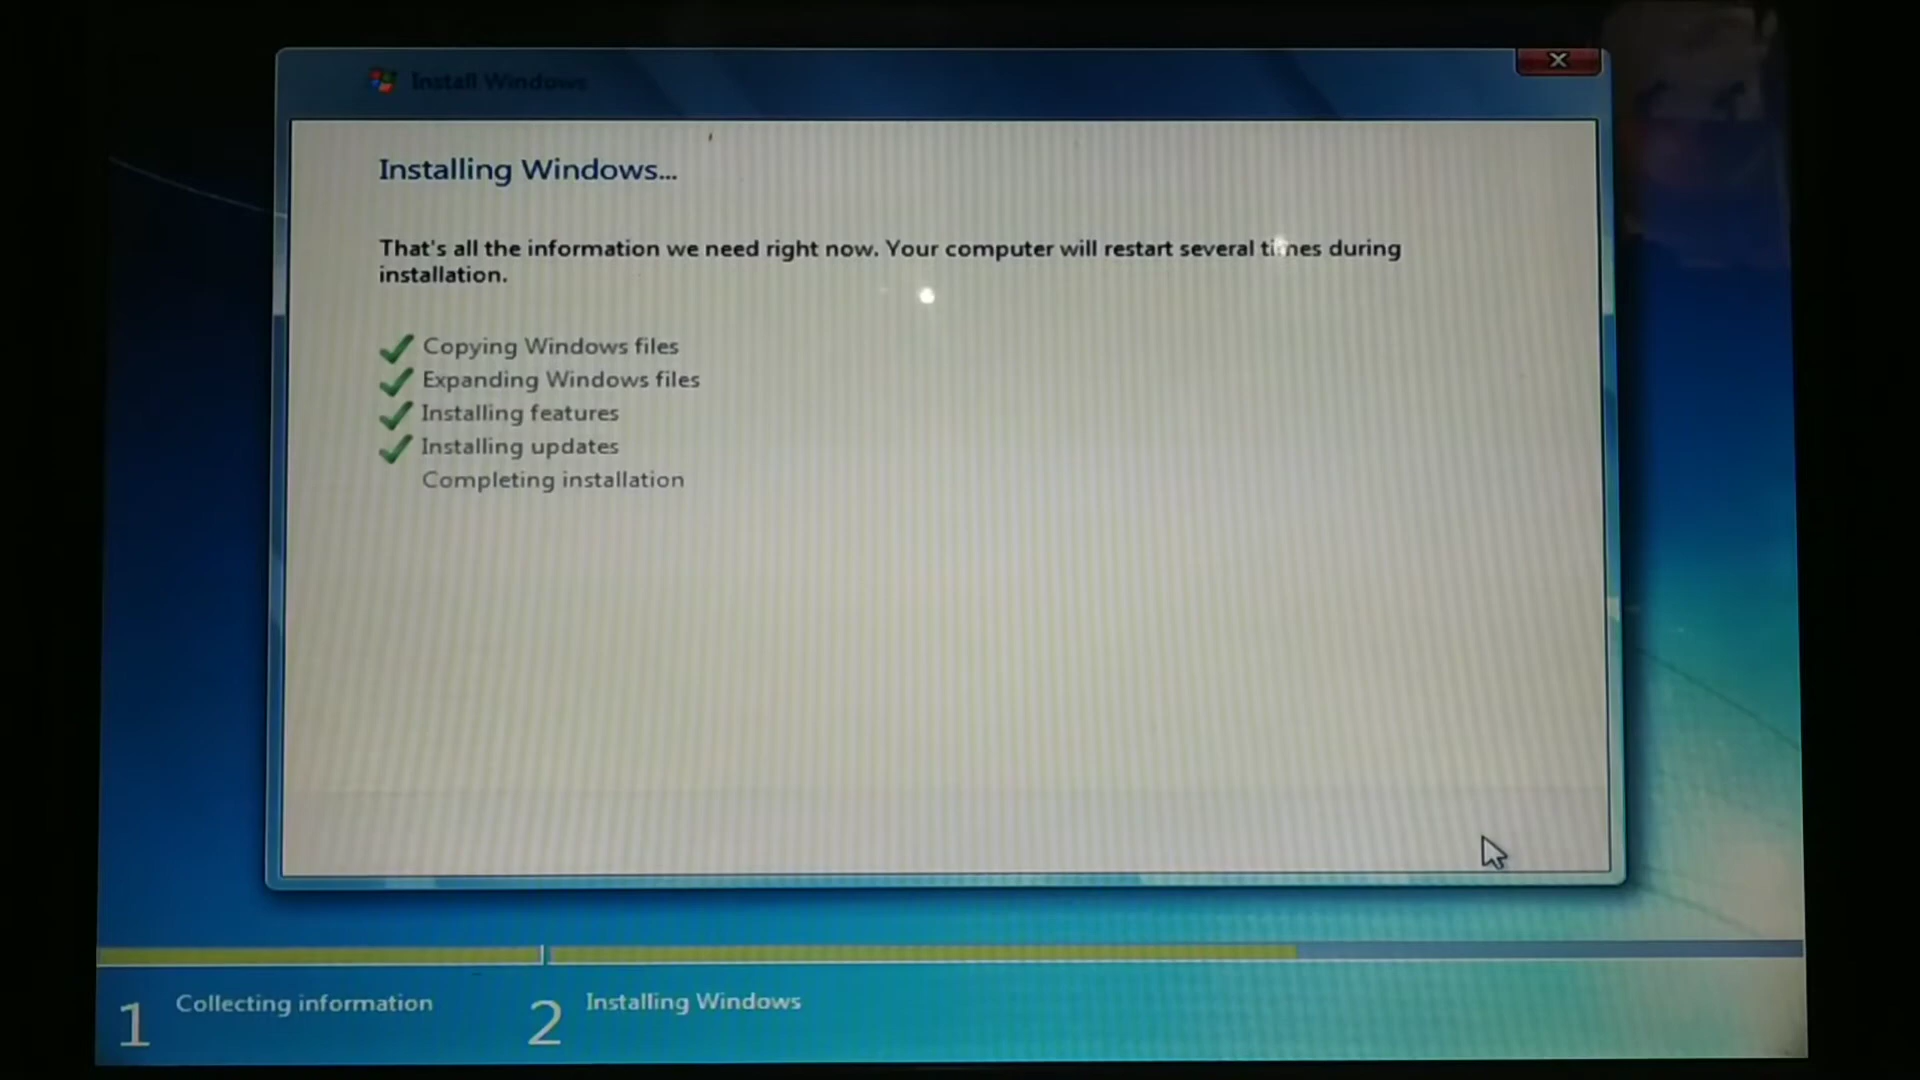 Install Windows
Installing Windows...
That's all the information we need right now. Your computer will restart several times during
installation.
Copying Windows files
Expanding Windows files
Installing features
Installing updates
Completing installation
1 Collecting information
2 Installing Windows